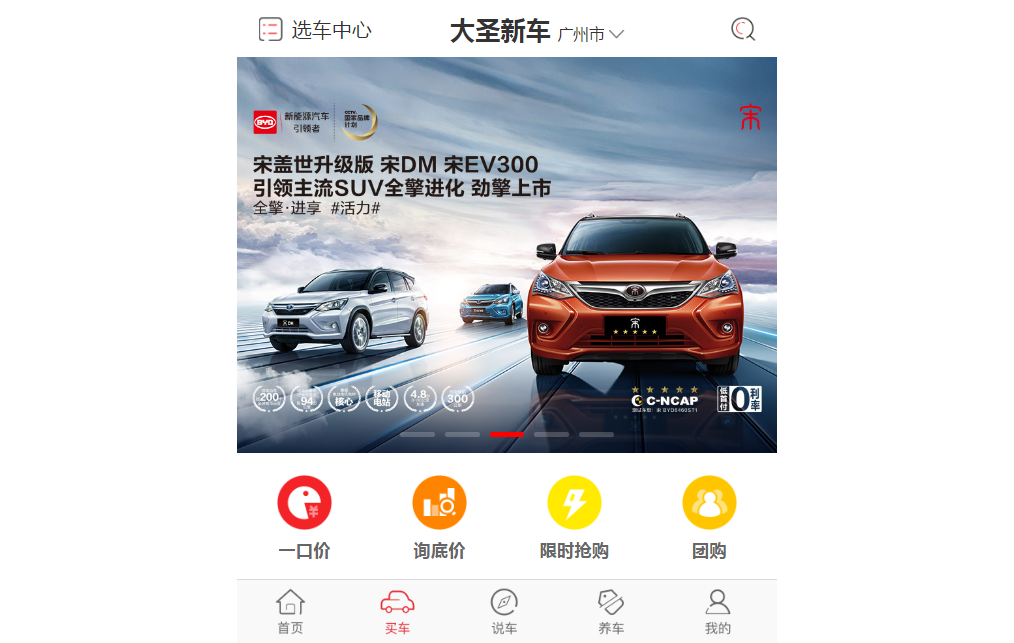 选车中心
大圣新车 广州市
BYD 新能源汽车
引领者
CCTV
国家品牌
计划
宋
宋盖世升级版 宋DM 宋EV300
引领主流SUV全擎进化 劲擎上市
全擎·进享 #活力#
200
94
核心
移动
电站
4.8
300
C-NCAP
低首付 0 利率
一口价
询底价
限时抢购
团购
首页
买车
说车
养车
我的